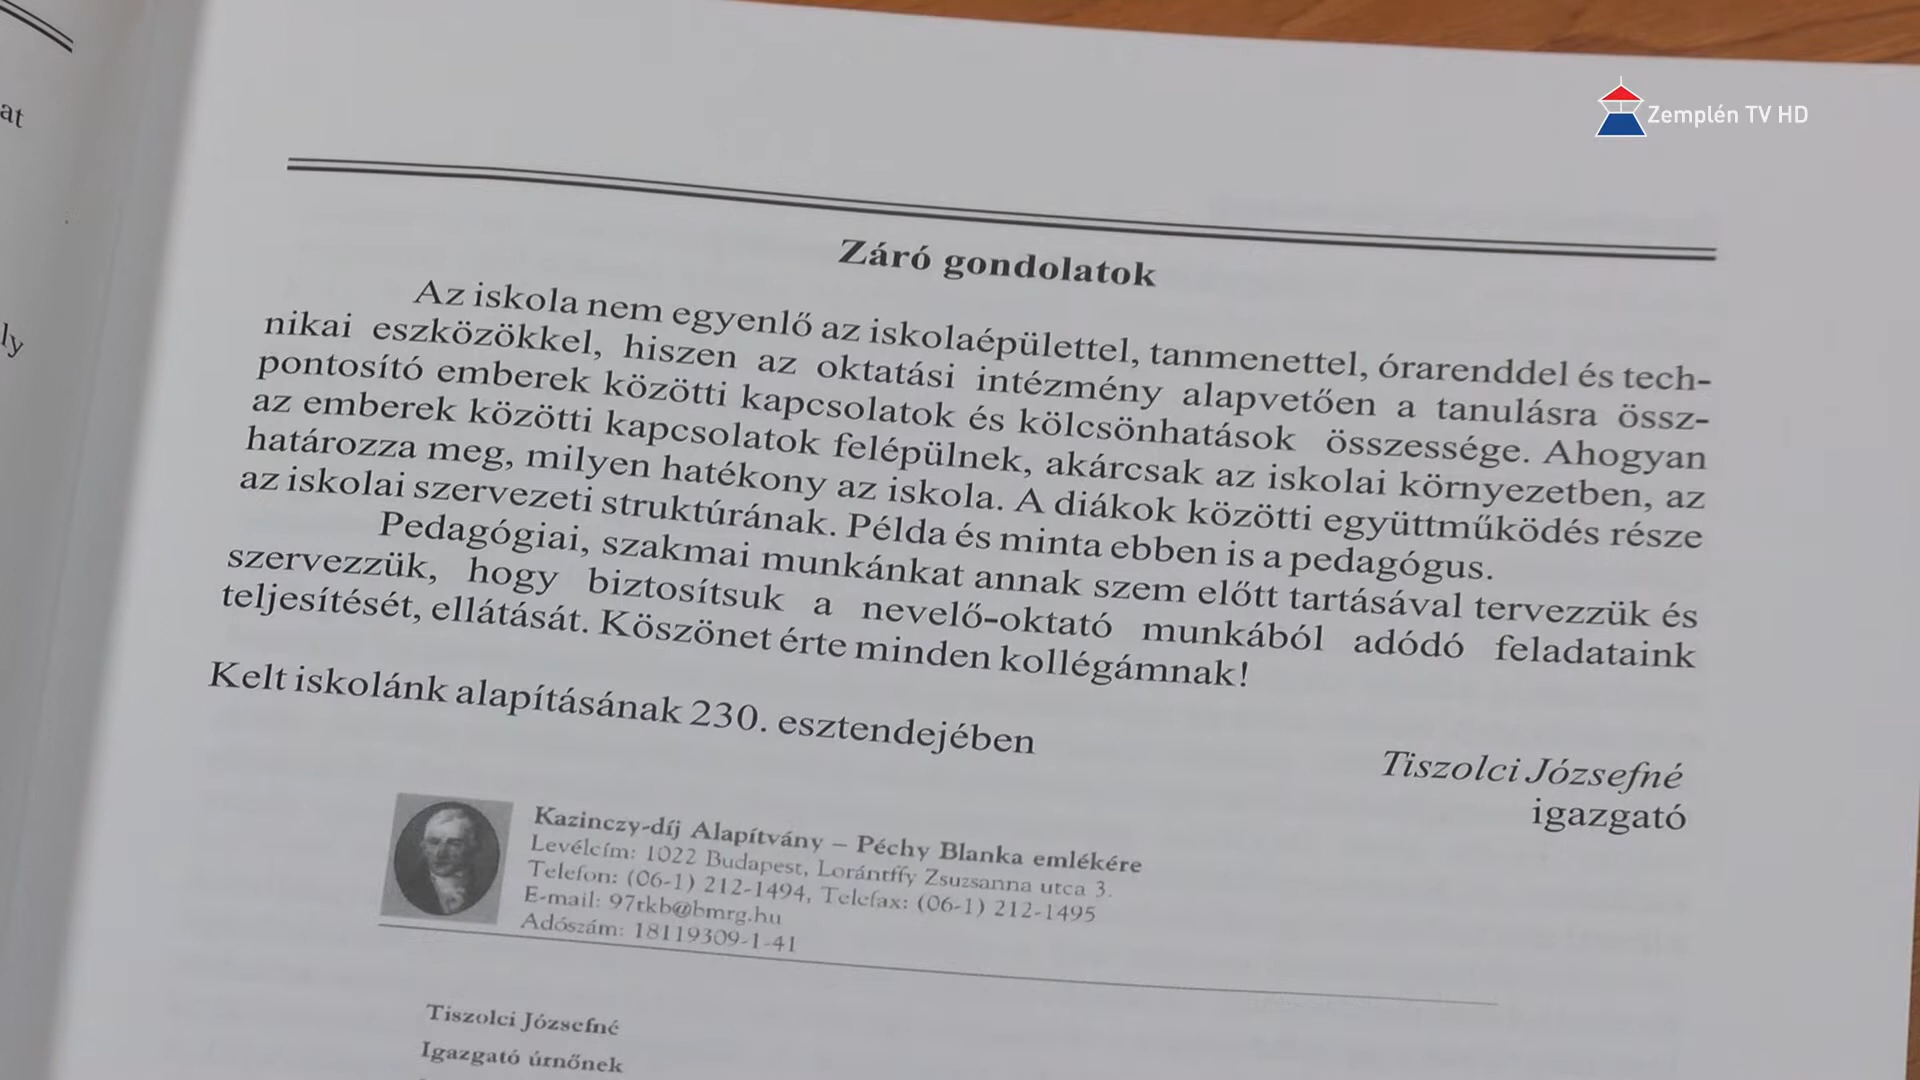 at
ly
Zemplén TV HD
Záró gondolatok
Az iskola nem egyenlő az iskolaépülettel, tanmenettel, órarenddel és tech-
nikai eszközökkel, hiszen az oktatási intézmény alapvetően a tanulásra össz-
pontosító emberek közötti kapcsolatok és kölcsönhatások összessége. Ahogyan
az emberek közötti kapcsolatok felépülnek, akárcsak az iskolai környezetben, az
határozza meg, milyen hatékony az iskola. A diákok közötti együttműködés része
az iskolai szervezeti struktúrának. Példa és minta ebben is a pedagógus.
Pedagógiai, szakmai munkánkat annak szem előtt tartásával tervezzük és
szervezzük, hogy biztosítsuk a nevelő-oktató munkából adódó feladataink
teljesítését, ellátását. Köszönet érte minden kollégámnak!
Kelt iskolánk alapításának 230. esztendejében
Tiszolci Józsefné
igazgató
Kazinczy-díj Alapítvány – Péchy Blanka emlékére
Levélcím: 1022 Budapest, Lorántffy Zsuzsanna utca 3.
Telefon: (06-1) 212-1494, Telefax: (06-1) 212-1495
E-mail: 97tkb@bmrg.hu
Adószám: 18119309-1-41
Tiszolci Józsefné
Igazgató úrnőnek